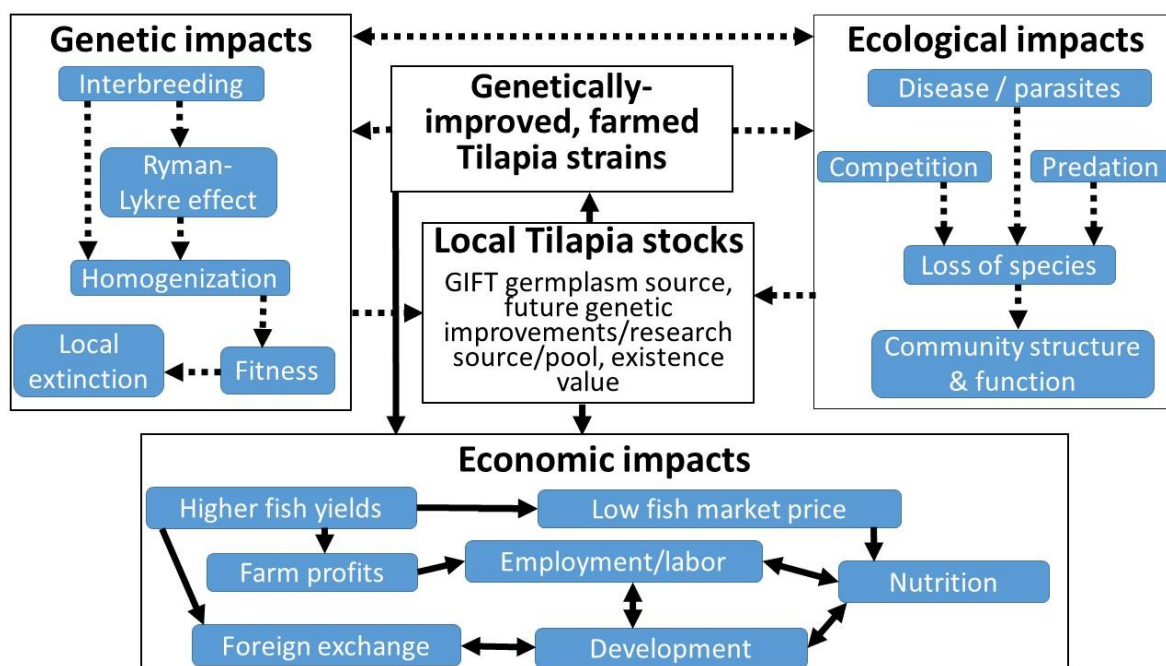 Genetic impacts
Interbreeding
Ryman-
Lykre effect
Homogenization
Local
extinction
Fitness
Genetically-
improved, farmed
Tilapia strains
Local Tilapia stocks
GIFT germplasm source,
future genetic
improvements/research
source/pool, existence
value
Ecological impacts
Disease / parasites
Competition
Predation
Loss of species
Community structure
& function
Economic impacts
Higher fish yields
Low fish market price
Farm profits
Employment/labor
Nutrition
Foreign exchange
Development